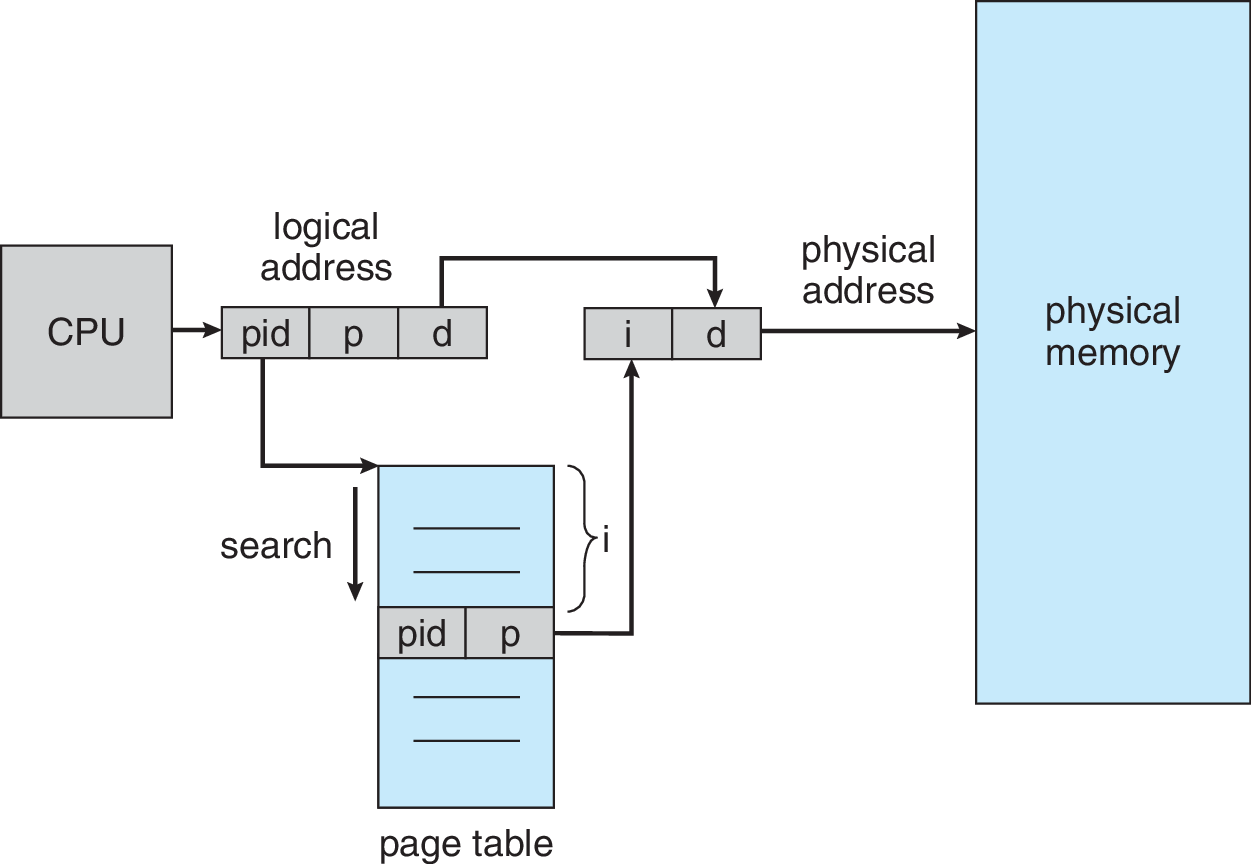 logical
address
physical
address
CPU
pid
p
d
i
d
physical
memory
search
i
pid
p
page table